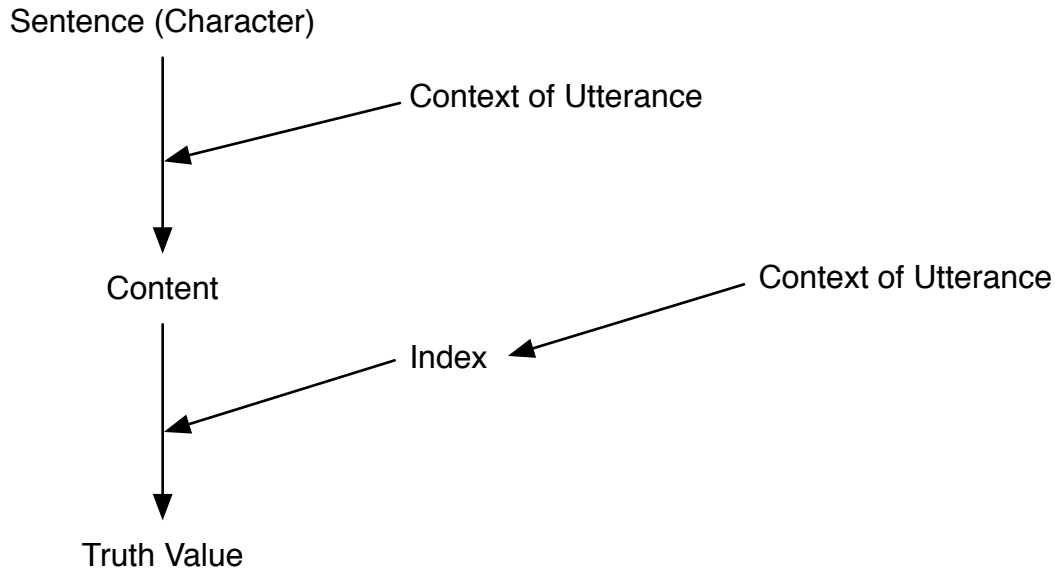 Sentence (Character)
Context of Utterance
Content
Context of Utterance
Index
Truth Value